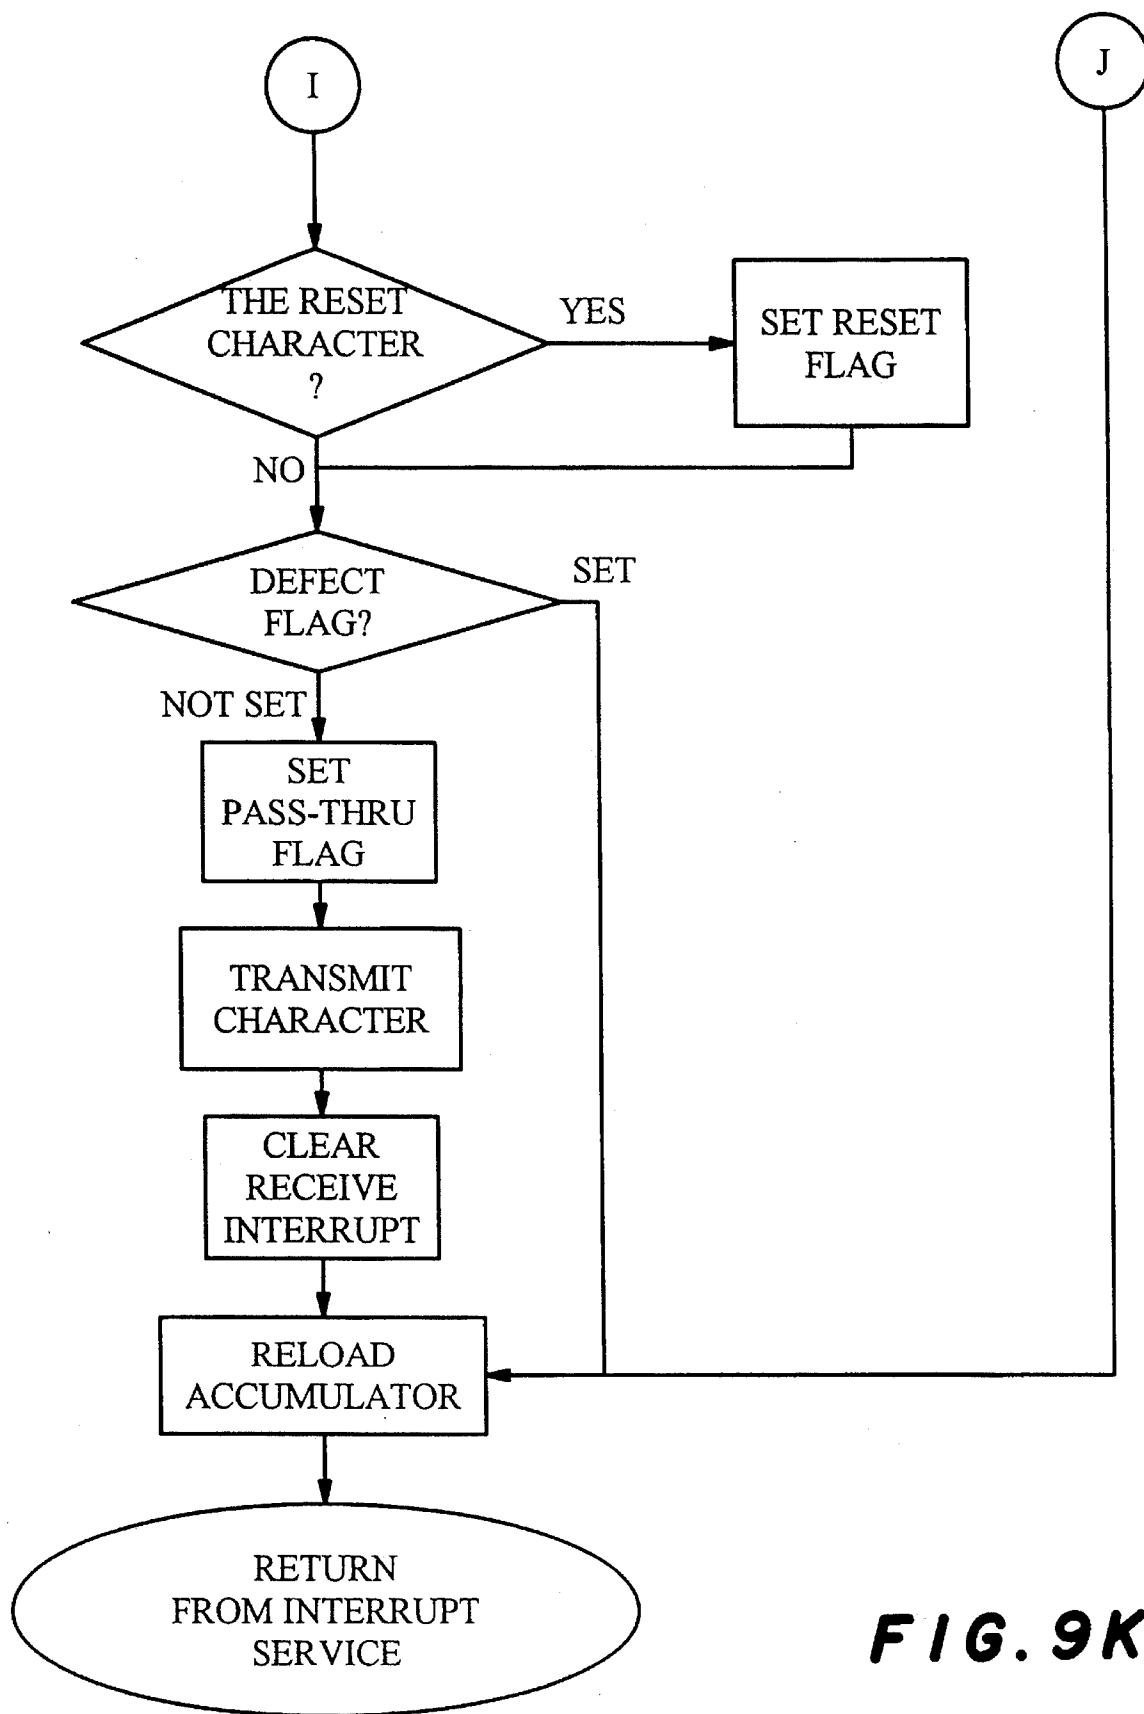 I
J
THE RESET
CHARACTER
?
YES
SET RESET
FLAG
NO
DEFECT
FLAG?
SET
NOT SET
SET
PASS-THRU
FLAG
TRANSMIT
CHARACTER
CLEAR
RECEIVE
INTERRUPT
RELOAD
ACCUMULATOR
RETURN
FROM INTERRUPT
SERVICE
FIG. 9K